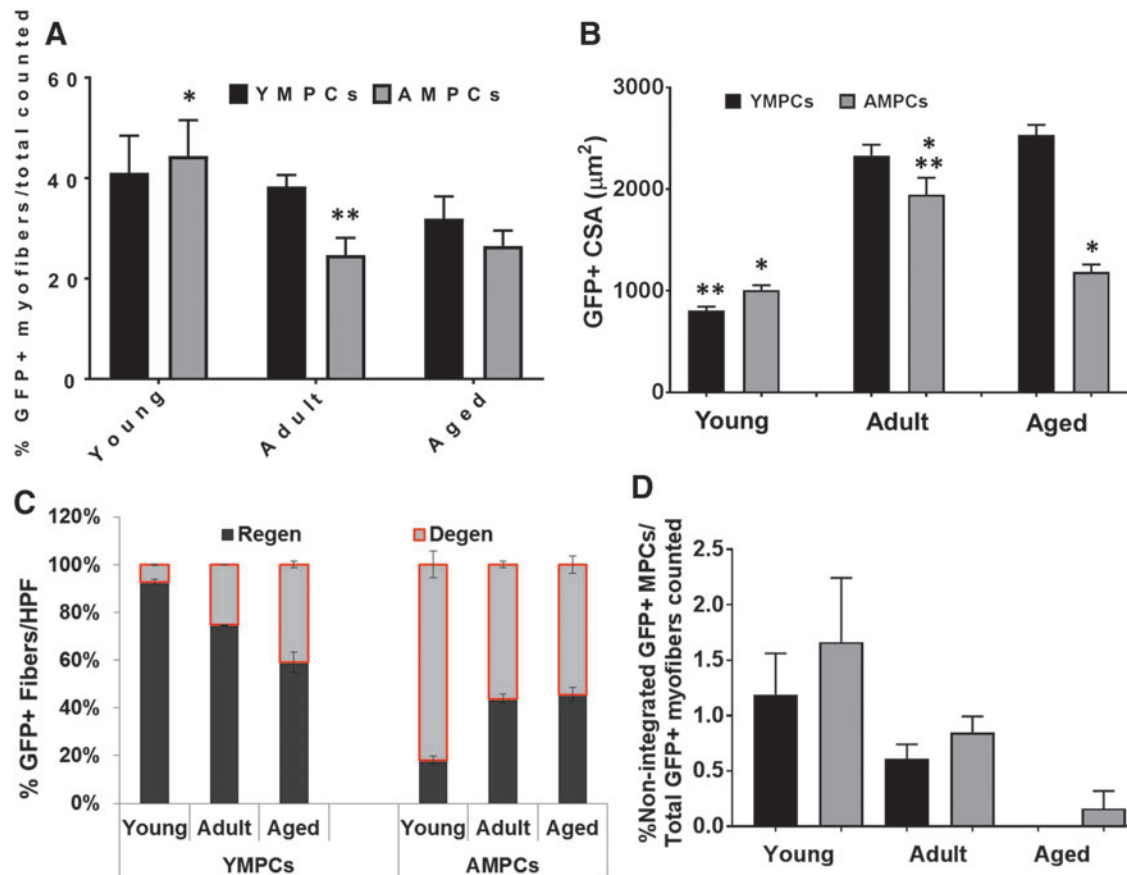 A
% GFP+ myofibers/total counted
60
40
20
0
YMPCs AMPCs
*
**
Young
Adult
Aged
B
GFP+ CSA (μm²)
3000
2000
1000
0
YMPCs AMPCs
**
*
*
**
*
Young Adult Aged
C
% GFP+ Fibers/HPF
120%
100%
80%
60%
40%
20%
0%
Regen Degen
Young Adult Aged Young Adult Aged
YMPCs AMPCs
D
%Non-integrated GFP+ MPCs/
Total GFP+ myofibers counted
2.5
2.0
1.5
1.0
0.5
0.0
Young Adult Aged